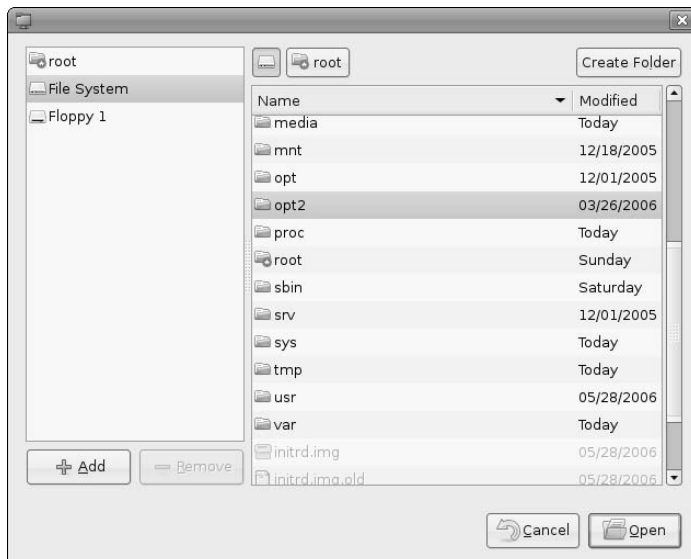 root
File System
Floppy 1
Add
Remove
root
Create Folder
Name Modified
media Today
mnt 12/18/2005
opt 12/01/2005
opt2 03/26/2006
proc Today
root Sunday
sbin Saturday
srv 12/01/2005
sys Today
tmp Today
usr 05/28/2006
var Today
initrd.img 05/28/2006
initrd.img.old 05/28/2006
Cancel
Open